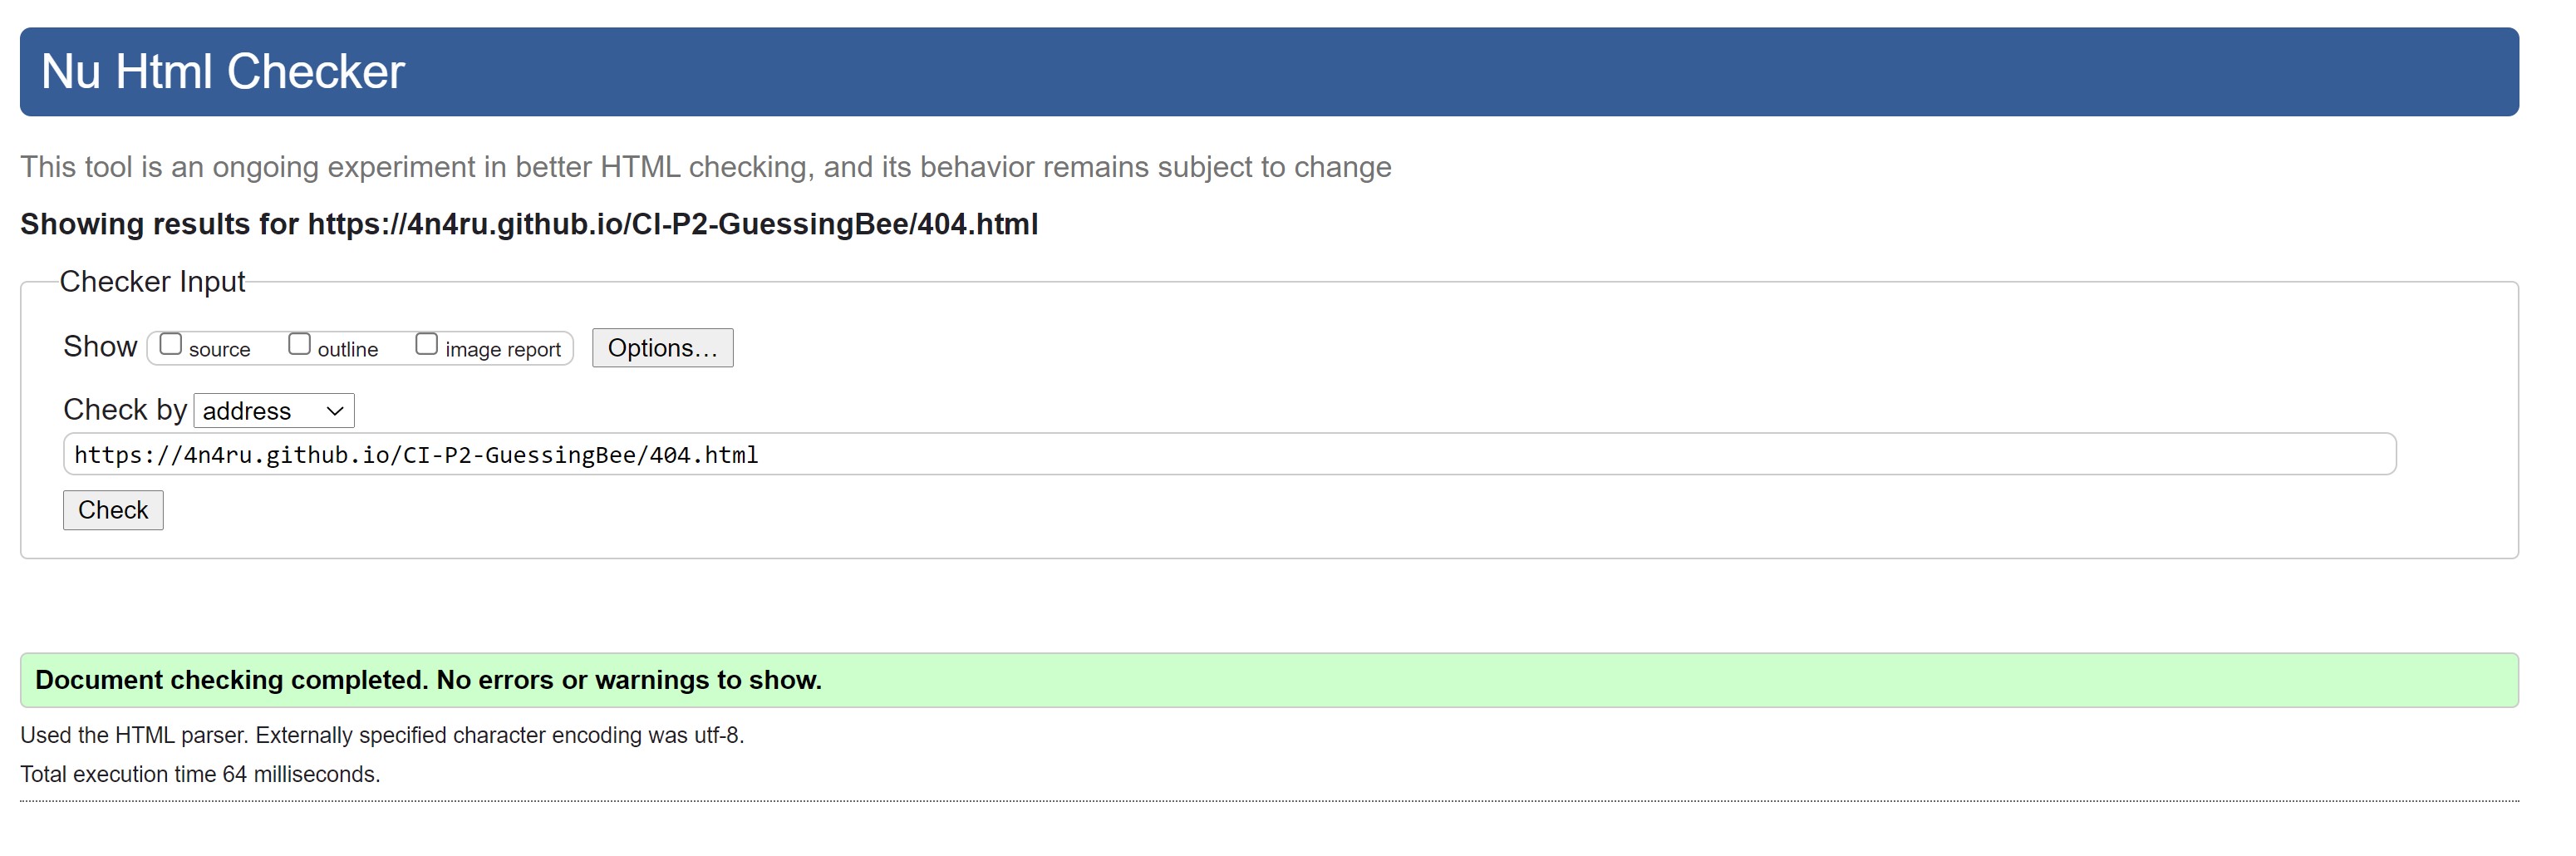 Nu Html Checker
This tool is an ongoing experiment in better HTML checking, and its behavior remains subject to change
Showing results for https://4n4ru.github.io/CI-P2-GuessingBee/404.html
Checker Input
Show source outline image report Options...
Check by address
https://4n4ru.github.io/CI-P2-GuessingBee/404.html
Check
Document checking completed. No errors or warnings to show.
Used the HTML parser. Externally specified character encoding was utf-8.
Total execution time 64 milliseconds.